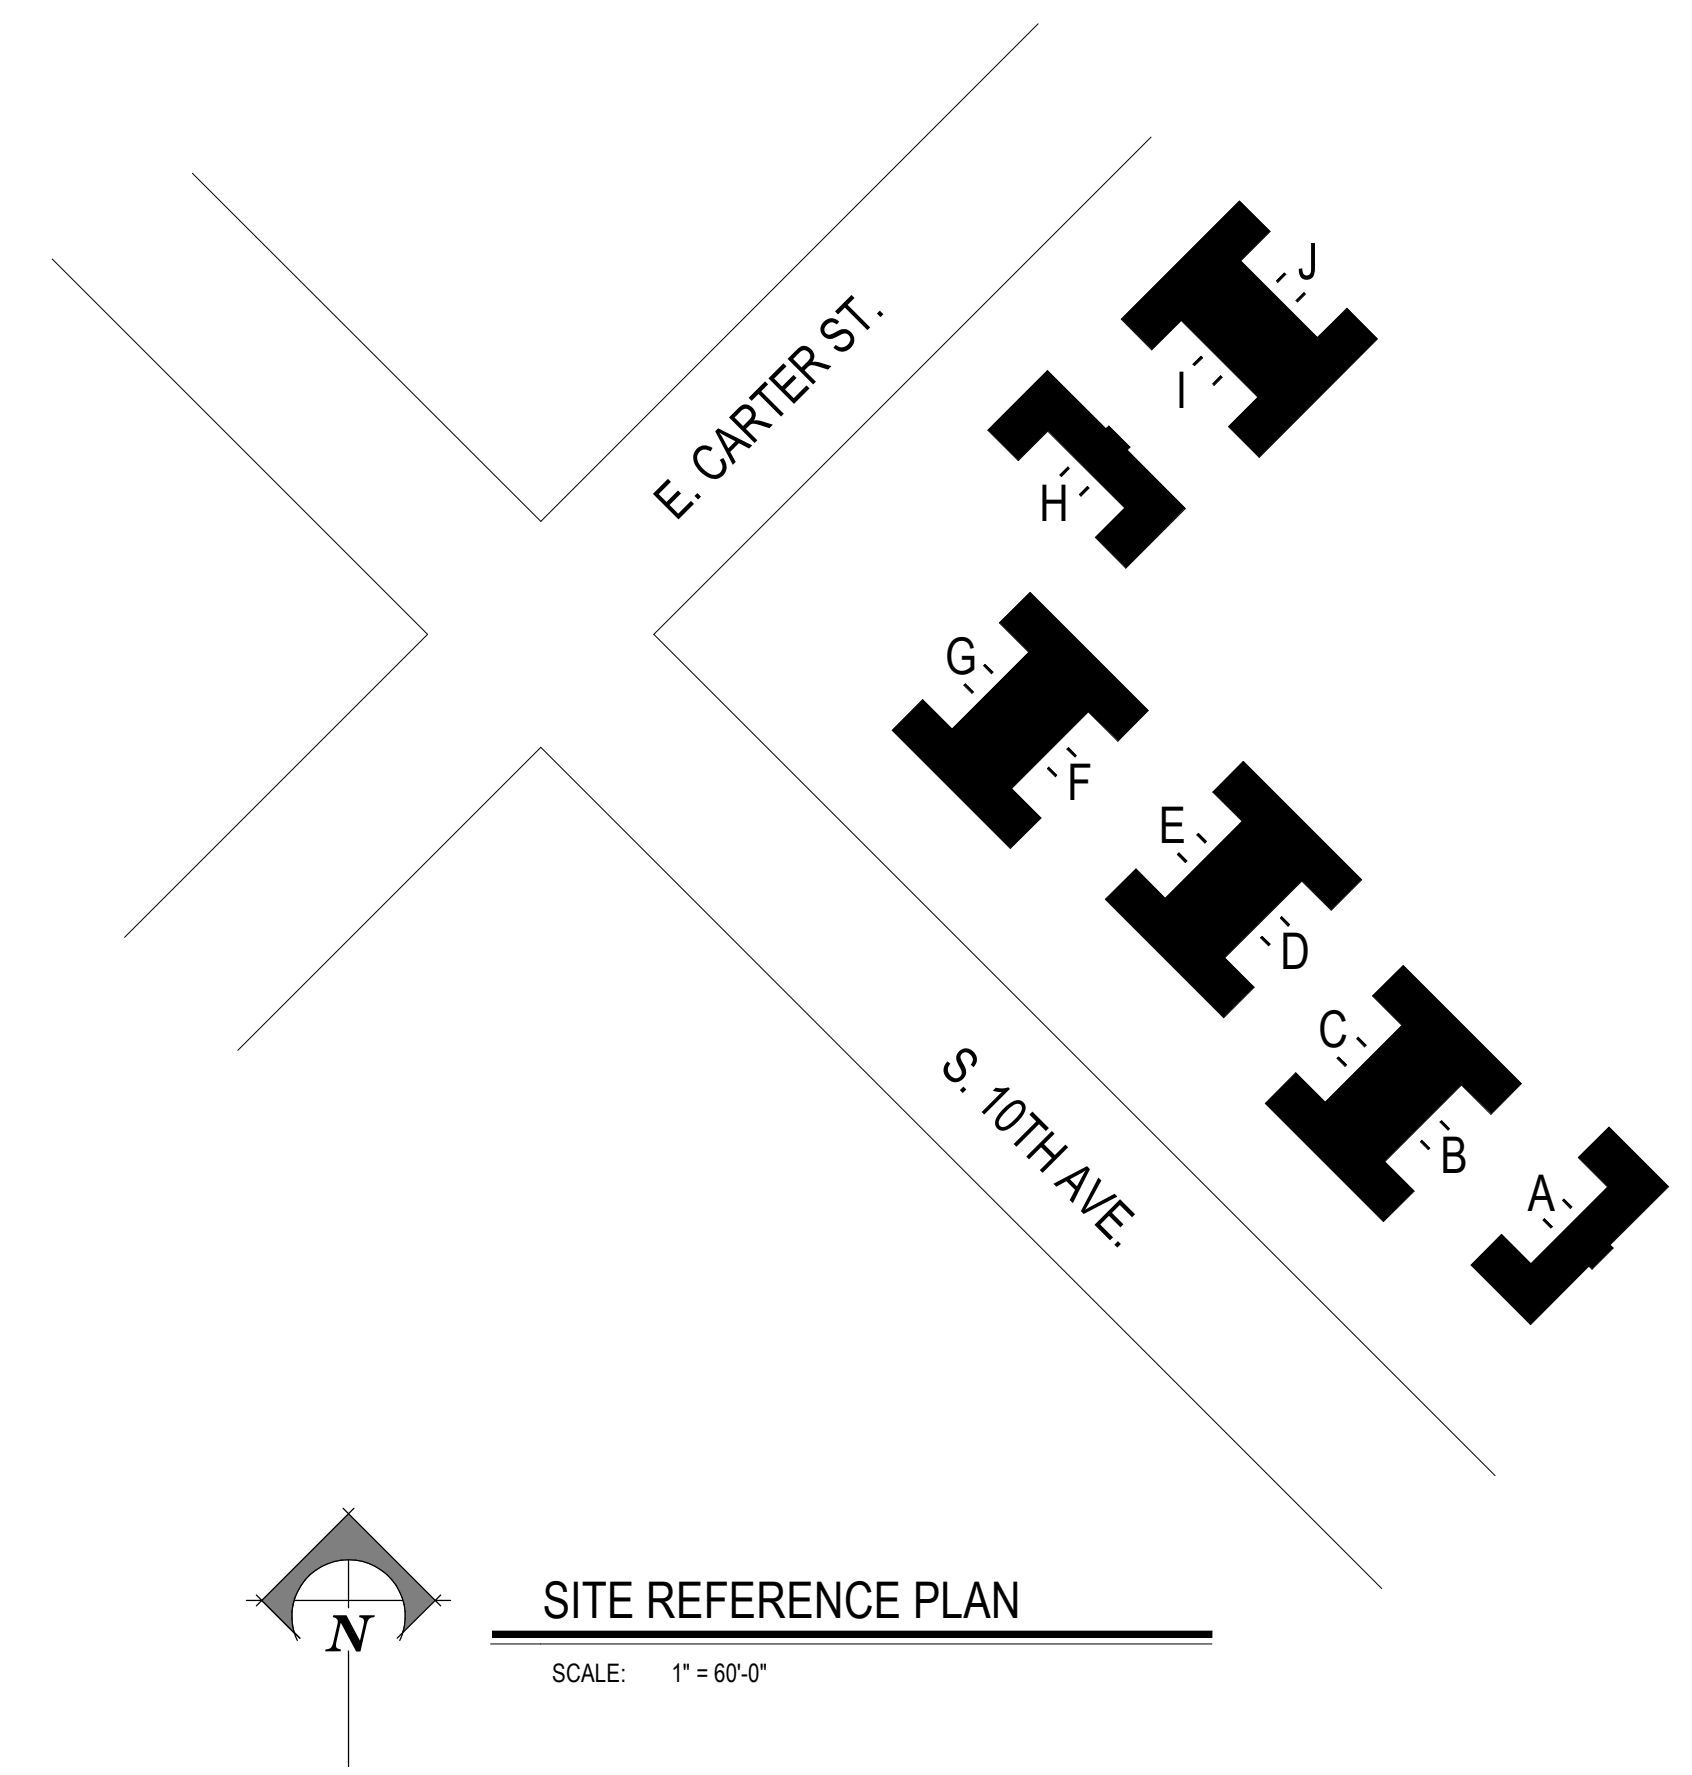 J
E. CARTER ST.
I
H
G
F
E
D
C
S. 10TH AVE.
B
A
SITE REFERENCE PLAN
N
SCALE: 1" = 60'-0"